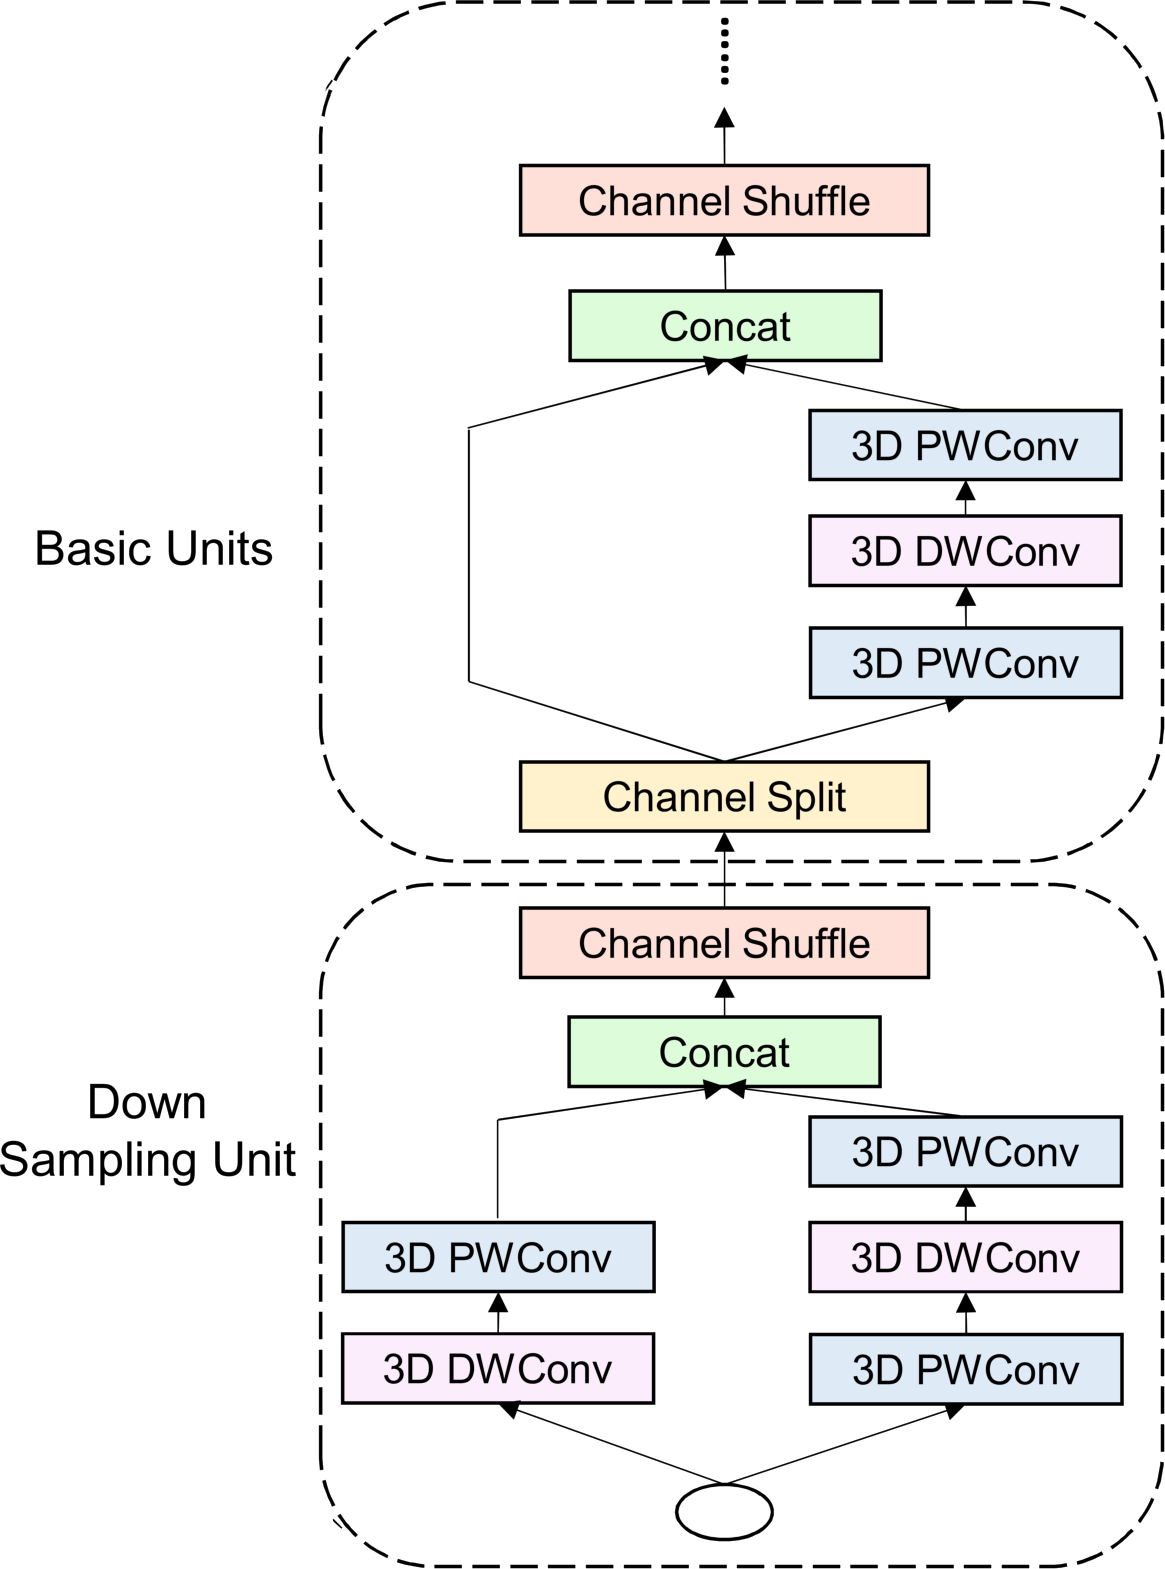 Channel Shuffle
Concat
3D PWConv
Basic Units
3D DWConv
3D PWConv
Channel Split
Channel Shuffle
Concat
Down
Sampling Unit
3D PWConv
3D PWConv
3D DWConv
3D DWConv
3D PWConv